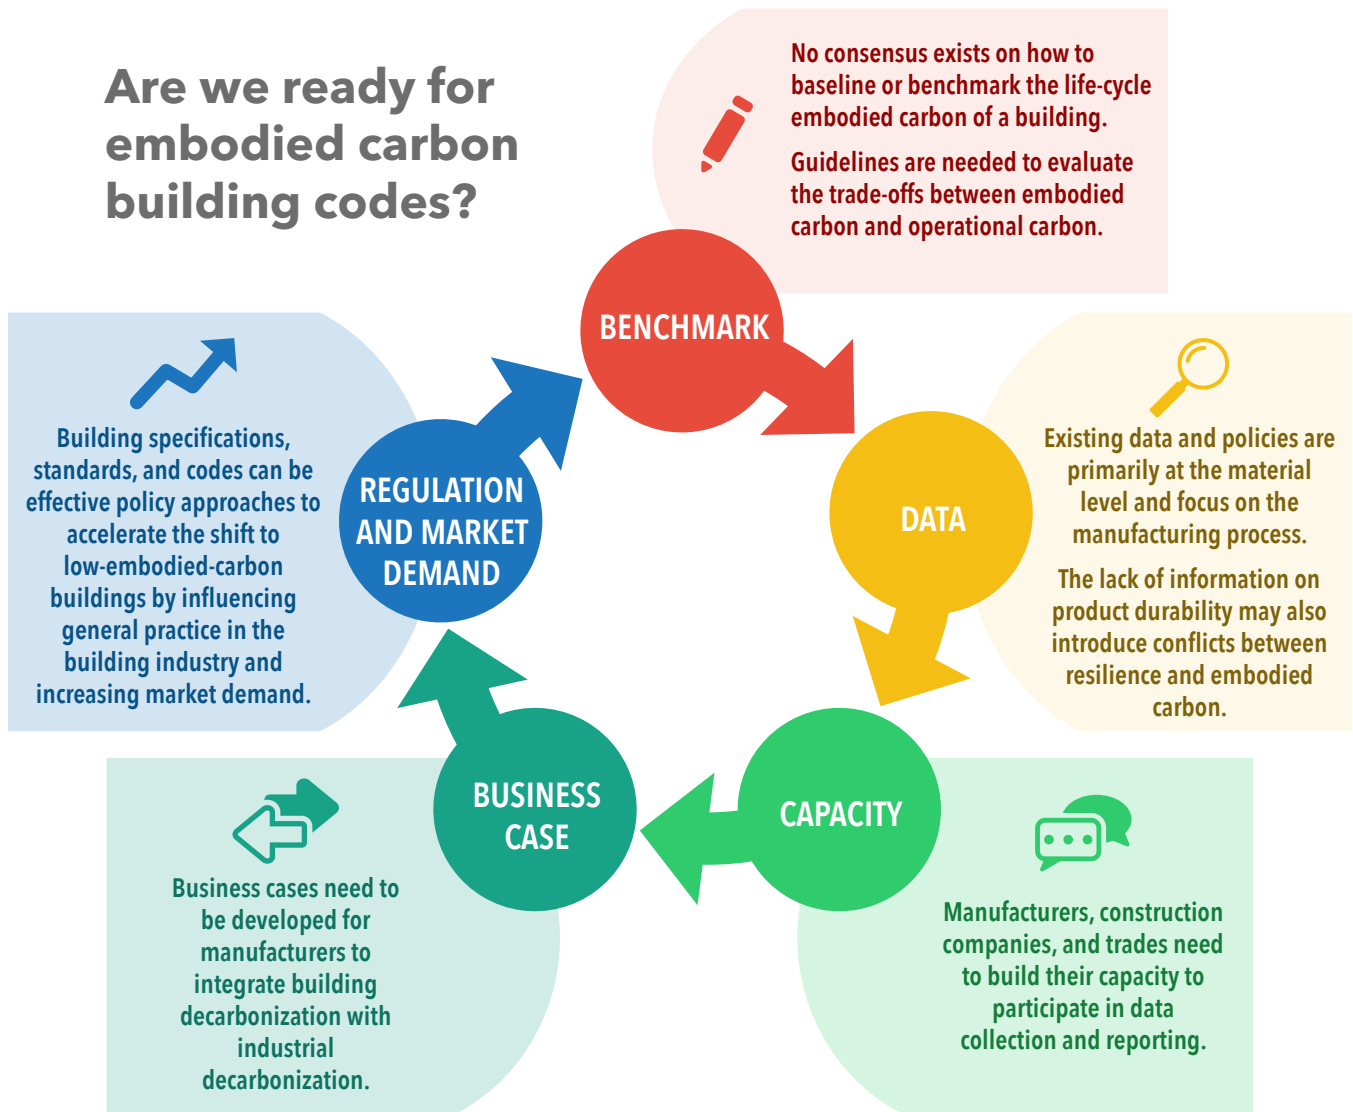 Are we ready for
embodied carbon
building codes?
No consensus exists on how to
baseline or benchmark the life-cycle
embodied carbon of a building.
Guidelines are needed to evaluate
the trade-offs between embodied
carbon and operational carbon.
BENCHMARK
Existing data and policies are
primarily at the material
level and focus on the
manufacturing process.
The lack of information on
product durability may also
introduce conflicts between
resilience and embodied
carbon.
DATA
CAPACITY
Manufacturers, construction
companies, and trades need
to build their capacity to
participate in data
collection and reporting.
BUSINESS
CASE
Business cases need to
be developed for
manufacturers to
integrate building
decarbonization with
industrial
decarbonization.
REGULATION
AND MARKET
DEMAND
Building specifications,
standards, and codes can be
effective policy approaches to
accelerate the shift to
low-embodied-carbon
buildings by influencing
general practice in the
building industry and
increasing market demand.